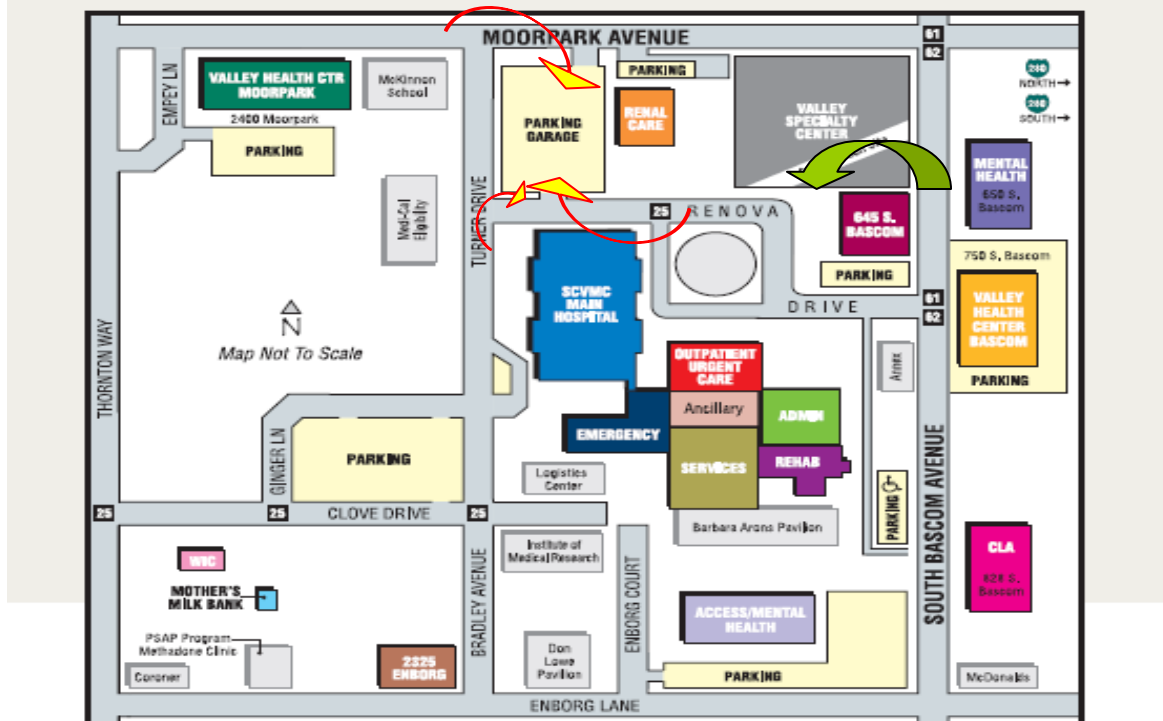 MOORPARK AVENUE
61
62
EMPEY LN
VALLEY HEALTH CTR
MOORPARK
2400 Moorpark
PARKING
McKinnon
School
PARKING
GARAGE
PARKING
RENAL
CARE
VALLEY
SPECIALTY
CENTER
280
NORTH→
280
SOUTH→
MENTAL
HEALTH
650 S.
Bascom
Medi-Cal
Eligibility
TURNER DRIVE
25
RENOVA
645 S.
BASCOM
PARKING
750 S. Bascom
VALLEY
HEALTH
CENTER
BASCOM
PARKING
61
62
DRIVE
SCVMC
MAIN
HOSPITAL
N
Map Not To Scale
THORNTON WAY
OUTPATIENT
URGENT
CARE
Annex
Ancillary
ADMIN
EMERGENCY
SERVICES
REHAB
GINGER LN
PARKING
Logistics
Center
PARKING
SOUTH BASCOM AVENUE
25
25
CLOVE DRIVE
25
Barbara Arons Pavilion
WIC
MOTHER'S
MILK BANK
Institute of
Medical Research
BRADLEY AVENUE
ENBORG COURT
CLA
828 S.
Bascom
ACCESS/MENTAL
HEALTH
PSAP Program
Methadone Clinic
Coroner
2325
ENBORG
Don
Lowe
Pavilion
PARKING
McDonalds
ENBORG LANE